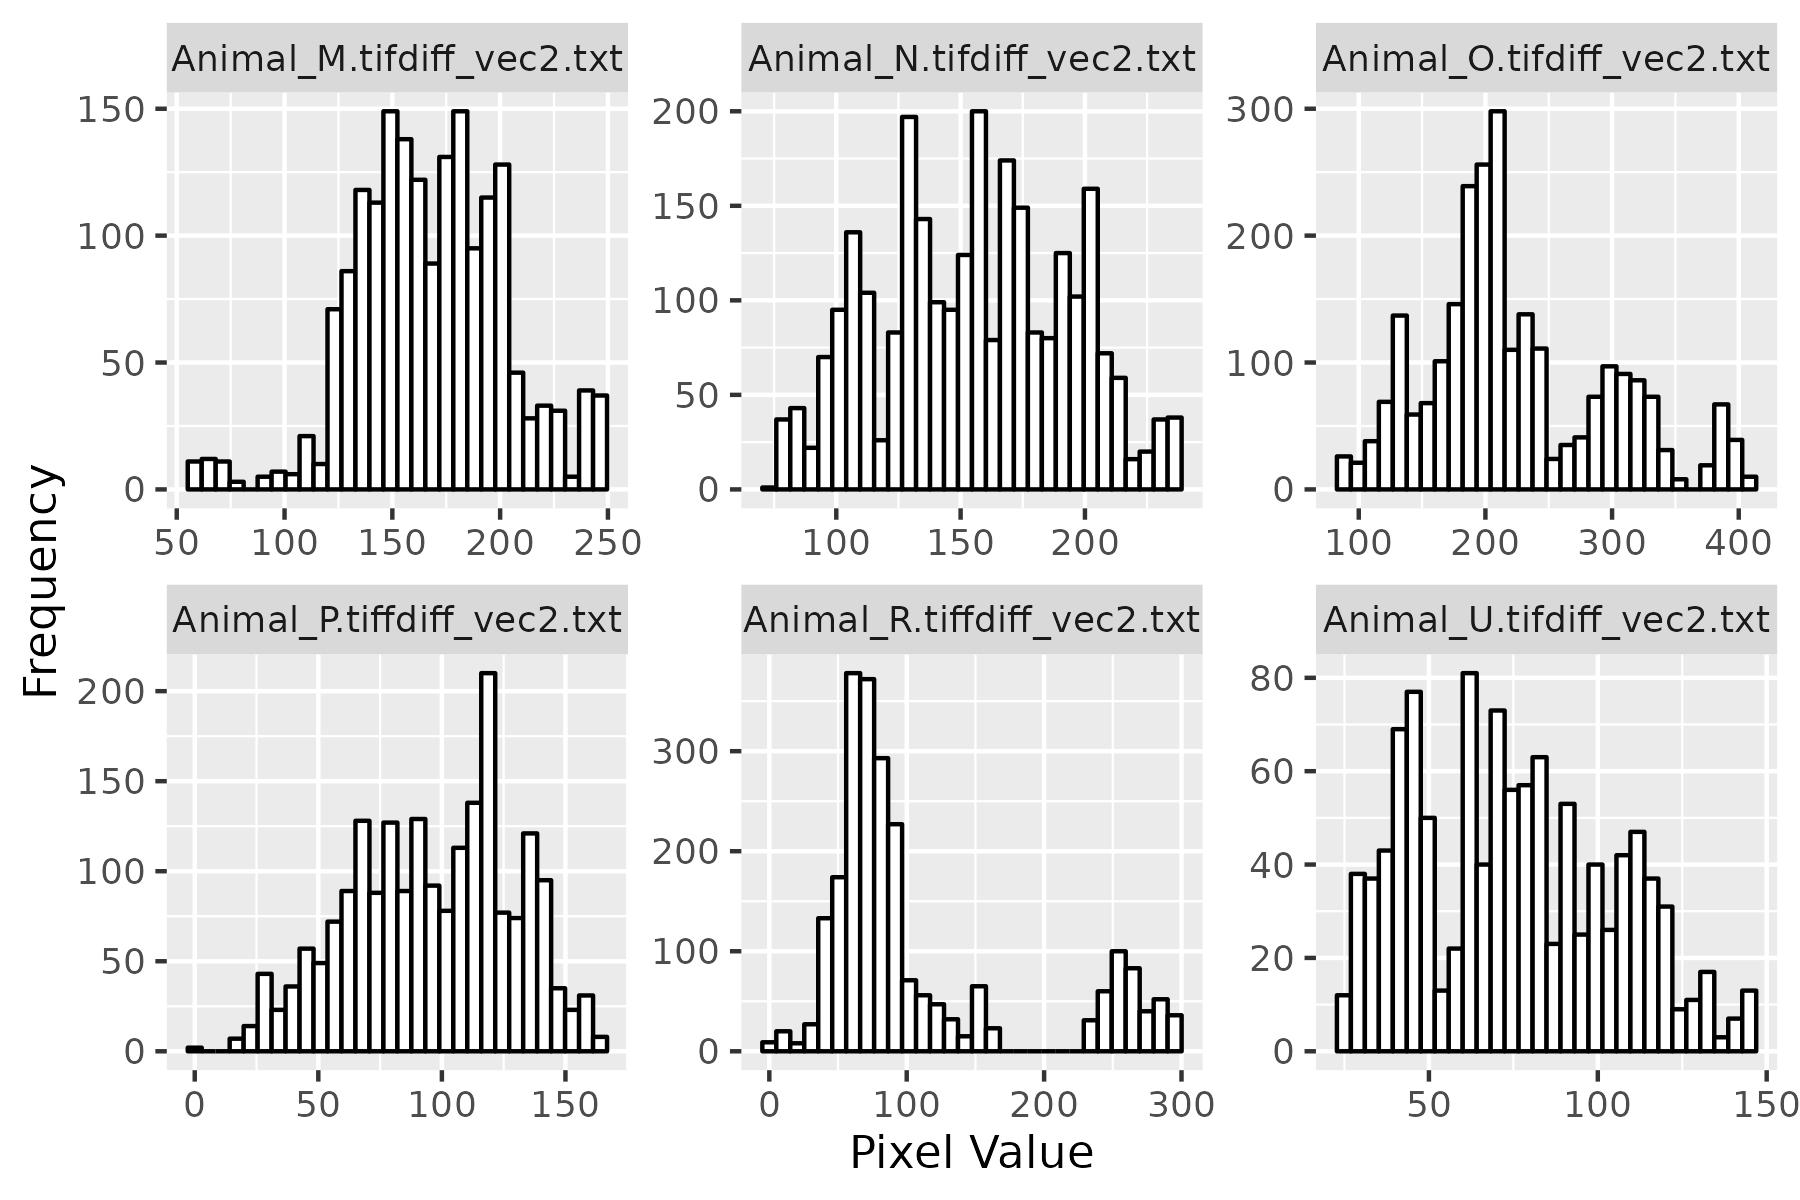 Animal_M.tifdiff_vec2.txt
Animal_N.tifdiff_vec2.txt
Animal_O.tifdiff_vec2.txt
150
100
50
0
50 100 150 200 250
200
150
100
50
0
100 150 200
300
200
100
0
100 200 300 400
Frequency
Animal_P.tiffdiff_vec2.txt
Animal_R.tiffdiff_vec2.txt
Animal_U.tifdiff_vec2.txt
200
150
100
50
0
0 50 100 150
300
200
100
0
0 100 200 300
80
60
40
20
0
50 100 150
Pixel Value